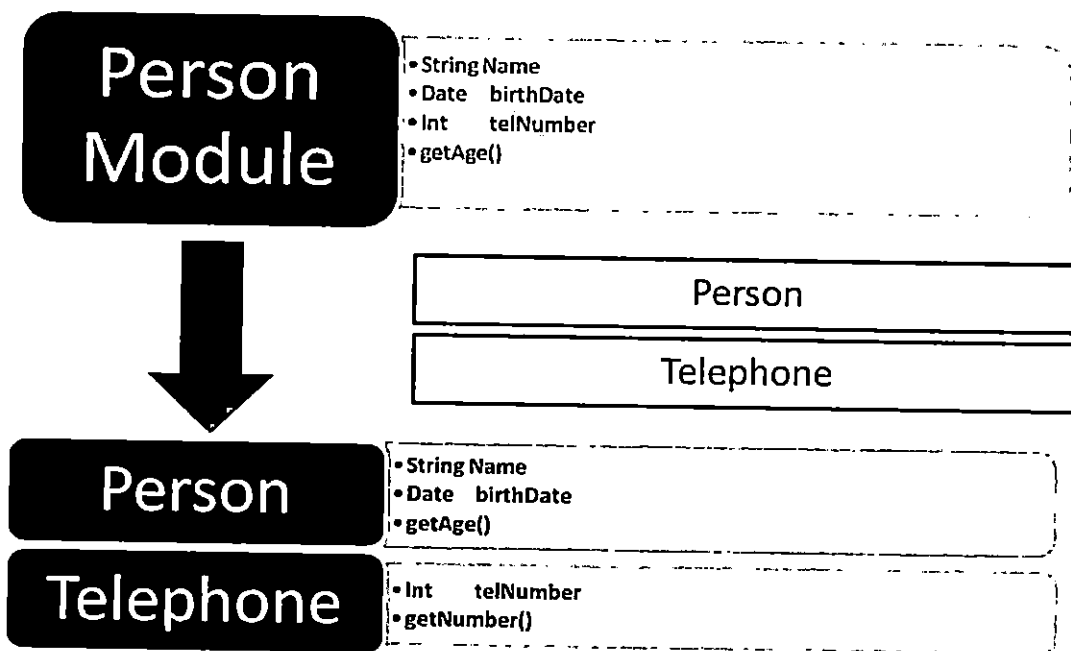 Person
Module
• String Name
• Date birthDate
• Int telNumber
• getAge()
Person
Telephone
Person
• String Name
• Date birthDate
• getAge()
Telephone
• Int telNumber
• getNumber()